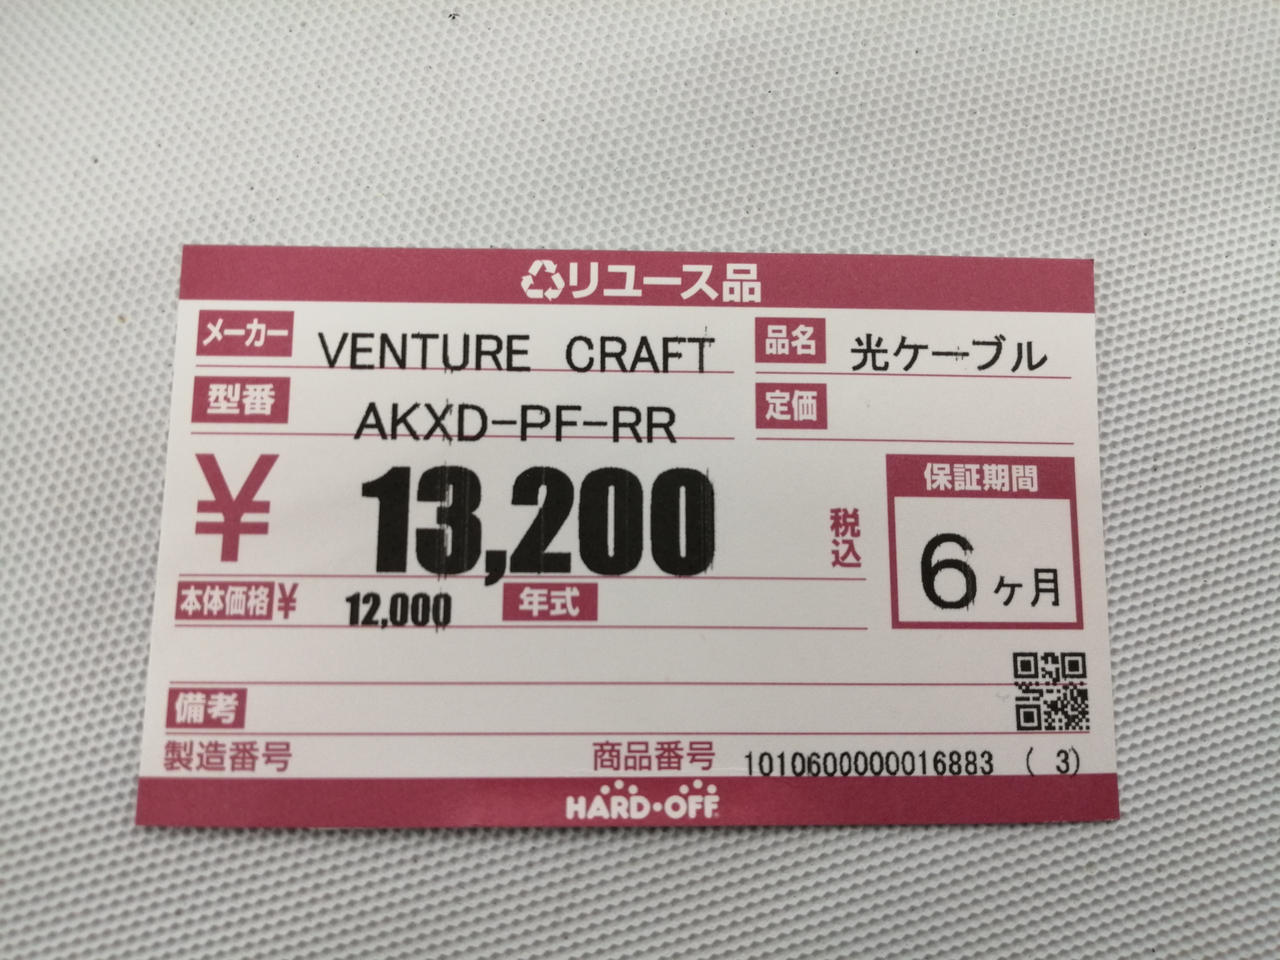 リユース品
メーカー VENTURE CRAFT 品名 光ケーブル
型番 AKXD-PF-RR 定価
¥ 13,200 税込 保証期間
6ヶ月
本体価格 ¥ 12,000 年式
備考
製造番号 商品番号 1010600000016883 ( 3)
HARD・OFF